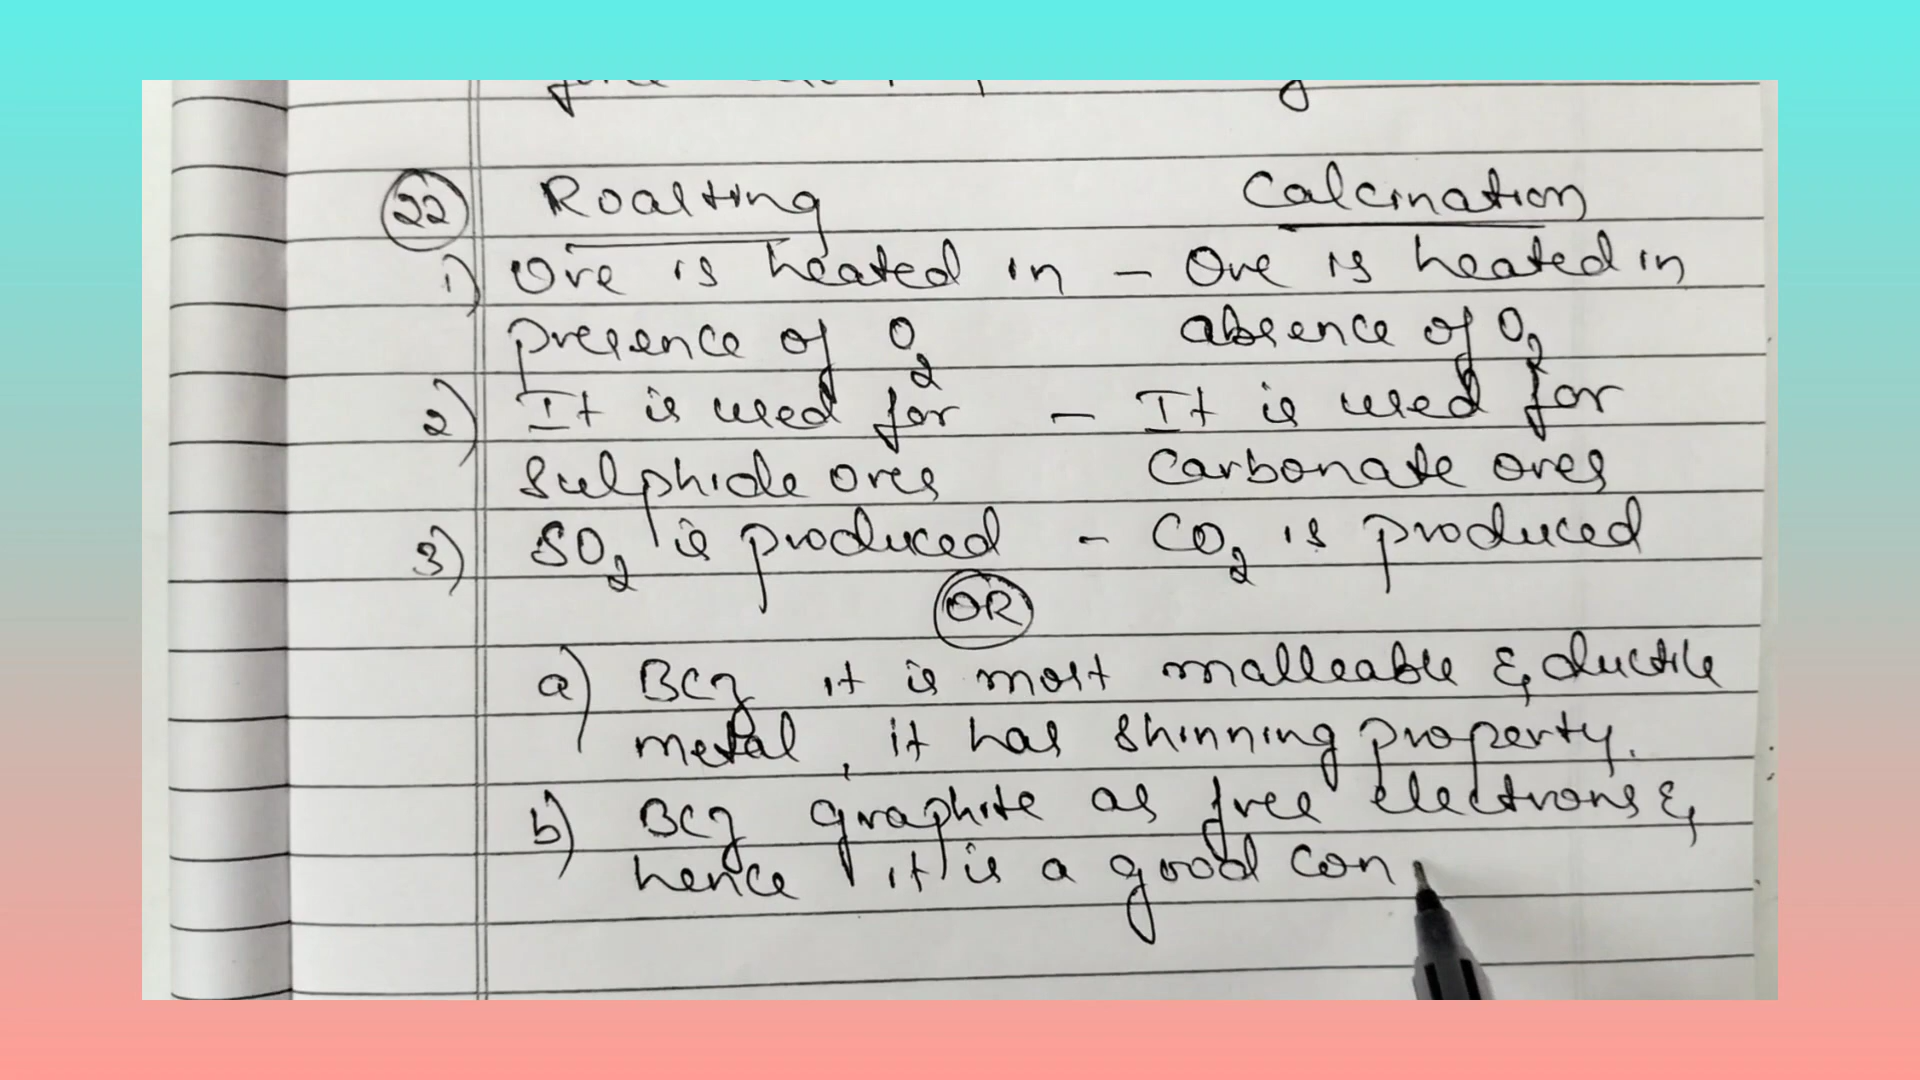 22 Roasting Calcination
1) Ore is heated in - Ore is heated in
presence of O2 absence of O2
2) It is used for - It is used for
Sulphide ores Carbonate ores
3) SO2 is produced - CO2 is produced
OR
a) BCz it is most malleable & ductile
metal, it has shinning property.
b) BCz graphite as free electrons &
hence it is a good con